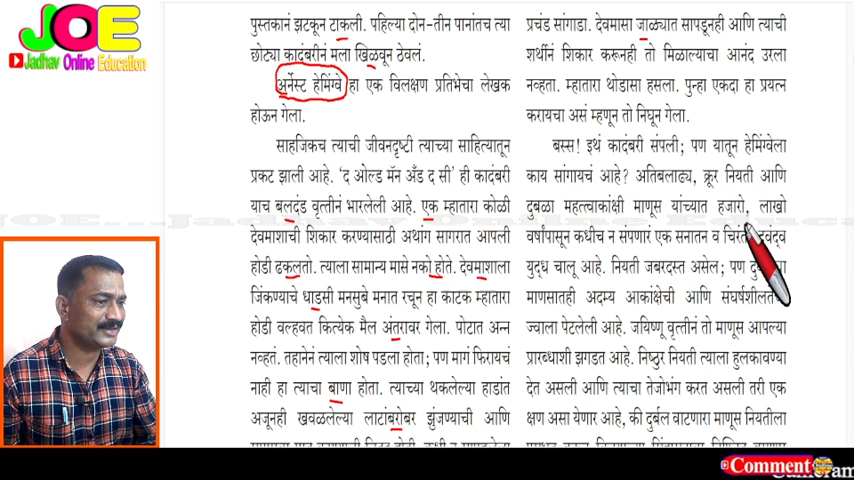 JOE
Jadhav Online Education
पुस्तकानं झटकून टाकली. पहिल्या दोन-तीन पानांतच त्या
छोट्या कादंबरीनं मला खिळवून ठेवलं.
अर्नेस्ट हेमिंग्वे हा एक विलक्षण प्रतिभेचा लेखक
होऊन गेला.
साहजिकच त्याची जीवनदृष्टी त्याच्या साहित्यातून
प्रकट झाली आहे. ‘द ओल्ड मॅन अँड द सी’ ही कादंबरी
याच बलदंड वृत्तीनं भारलेली आहे. एक म्हातारा कोळी
देवमाशाची शिकार करण्यासाठी अथांग सागरात आपली
होडी ढकलतो. त्याला सामान्य मासे नको होते. देवमाशाला
जिंकण्याचे धाडसी मनसुबे मनात रचून हा काटक म्हातारा
होडी वल्हवत कित्येक मैल अंतरावर गेला. पोटात अन्न
नव्हतं. तहानेनं त्याला शोष पडला होता; पण मागं फिरायचं
नाही हा त्याचा बाणा होता. त्याच्या थकलेल्या हाडांत
अजूनही खवळलेल्या लाटांबरोबर झुंजण्याची आणि
प्रचंड सांगाडा. देवमासा जाळ्यात सापडूनही आणि त्याची
शर्थीनं शिकार करूनही तो मिळाल्याचा आनंद उरला
नव्हता. म्हातारा थोडासा हसला. पुन्हा एकदा हा प्रयत्न
करायचा असं म्हणून तो निघून गेला.
बस्स! इथं कादंबरी संपली; पण यातून हेमिंग्वेला
काय सांगायचं आहे? अतिबलाढ्य, क्रूर नियती आणि
दुबळा महत्त्वाकांक्षी माणूस यांच्यात हजारो, लाखो
वर्षांपासून कधीच न संपणारं एक सनातन व
युद्ध चालू आहे. नियती जबरदस्त असेल; पण
माणसातही अदम्य आकांक्षेची आणि
ज्वाला पेटलेली आहे. जयिष्णू वृत्तीनं तो माणूस आपल्या
प्रारब्धाशी झगडत आहे. निष्ठुर नियती त्याला हुलकावण्या
देत असली आणि त्याचा तेजोभंग करत असली तरी एक
क्षण असा येणार आहे, की दुर्बल वाटणारा माणूस नियतीला
Comment